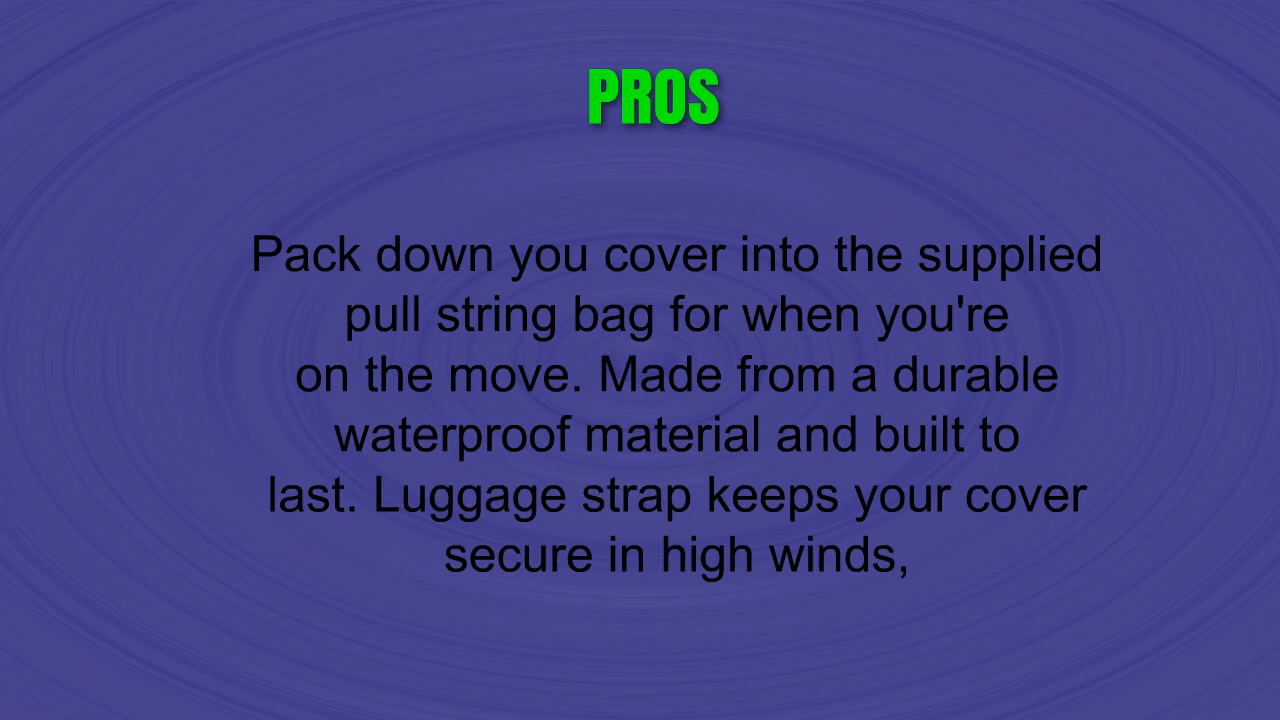 PROS
Pack down you cover into the supplied
pull string bag for when you're
on the move. Made from a durable
waterproof material and built to
last. Luggage strap keeps your cover
secure in high winds,